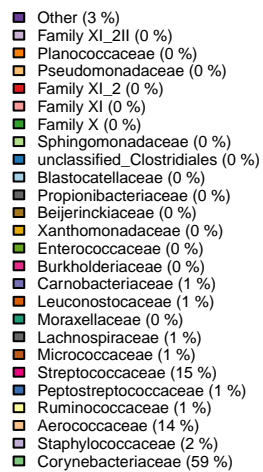 Other (3 %)
Family XI_2II (0 %)
Planococcaceae (0 %)
Pseudomonadaceae (0 %)
Family XI_2 (0 %)
Family XI (0 %)
Family X (0 %)
Sphingomonadaceae (0 %)
unclassified_Clostridiales (0 %)
Blastocatellaceae (0 %)
Propionibacteriaceae (0 %)
Beijerinckiaceae (0 %)
Xanthomonadaceae (0 %)
Enterococcaceae (0 %)
Burkholderiaceae (0 %)
Carnobacteriaceae (1 %)
Leuconostocaceae (1 %)
Moraxellaceae (0 %)
Lachnospiraceae (1 %)
Micrococcaceae (1 %)
Streptococcaceae (15 %)
Peptostreptococcaceae (1 %)
Ruminococcaceae (1 %)
Aerococcaceae (14 %)
Staphylococcaceae (2 %)
Corynebacteriaceae (59 %)